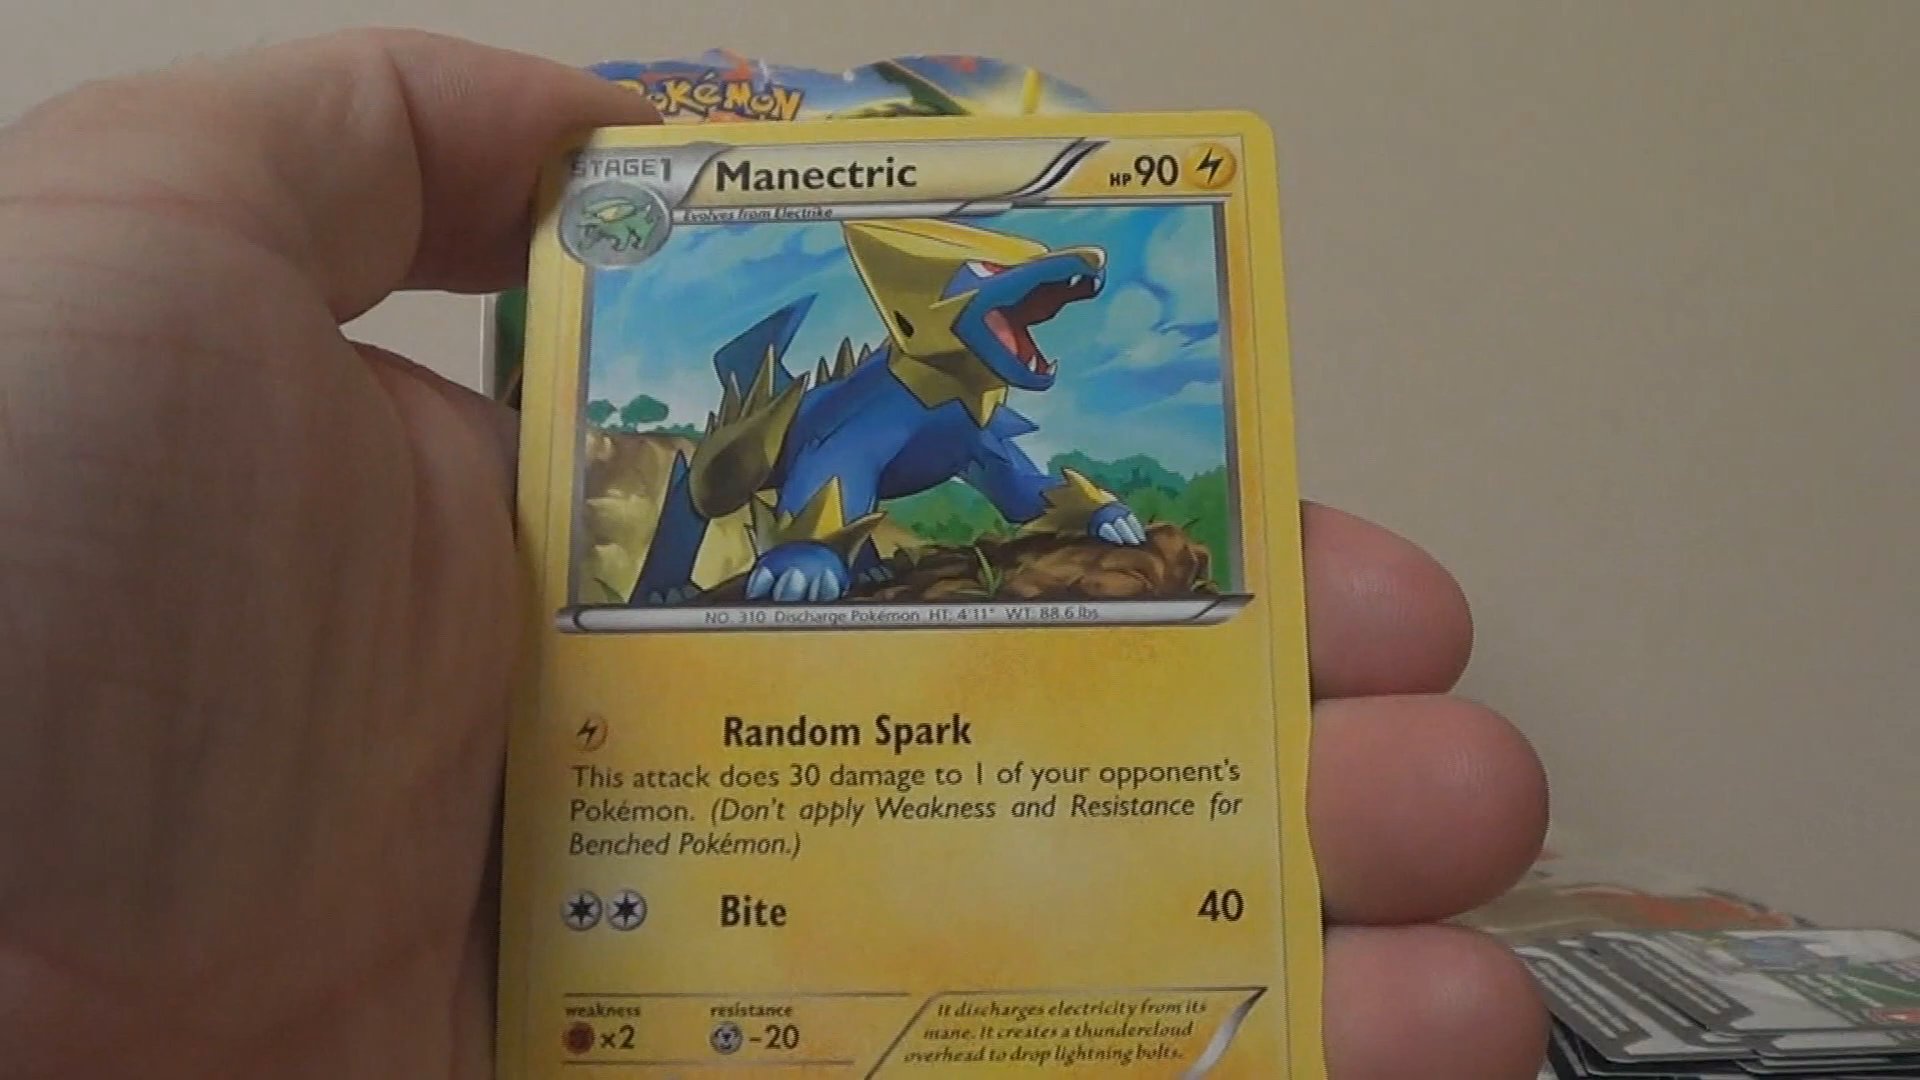 POKéMON
STAGE1 Manectric HP90
Evolves from Electrike
NO. 310 Discharge Pokémon HT: 4'11" WT: 88.6 lbs
Random Spark
This attack does 30 damage to 1 of your opponent's
Pokémon. (Don't apply Weakness and Resistance for
Benched Pokémon.)
Bite 40
weakness resistance
x2 -20
It discharges electricity from its
mane. It creates a thundercloud
overhead to drop lightning bolts.